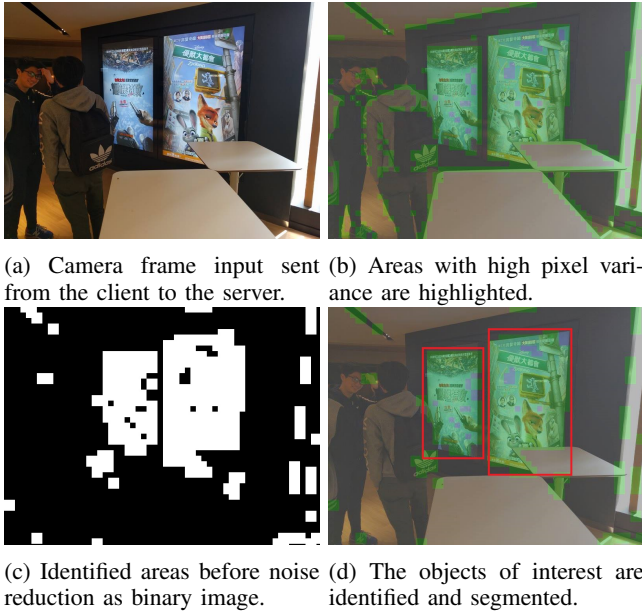 (a) Camera frame input sent
from the client to the server.
(b) Areas with high pixel vari-
ance are highlighted.
adidas
(c) Identified areas before noise
reduction as binary image.
(d) The objects of interest are
identified and segmented.